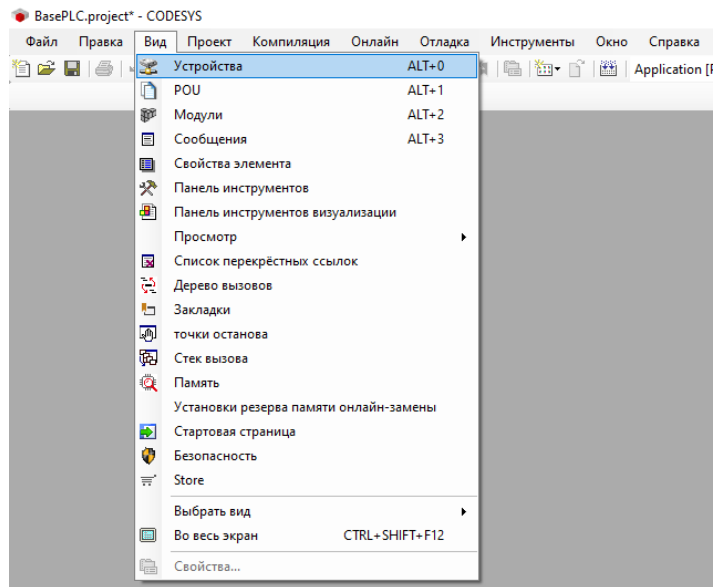 BasePLC.project* - CODESYS
Файл Правка Вид Проект Компиляция Онлайн Отладка Инструменты Окно Справка
Application [
Устройства ALT+0
POU ALT+1
Модули ALT+2
Сообщения ALT+3
Свойства элемента
Панель инструментов
Панель инструментов визуализации
Просмотр
Список перекрёстных ссылок
Дерево вызовов
Закладки
точки останова
Стек вызова
Память
Установки резерва памяти онлайн-замены
Стартовая страница
Безопасность
Store
Выбрать вид
Во весь экран CTRL+SHIFT+F12
Свойства...